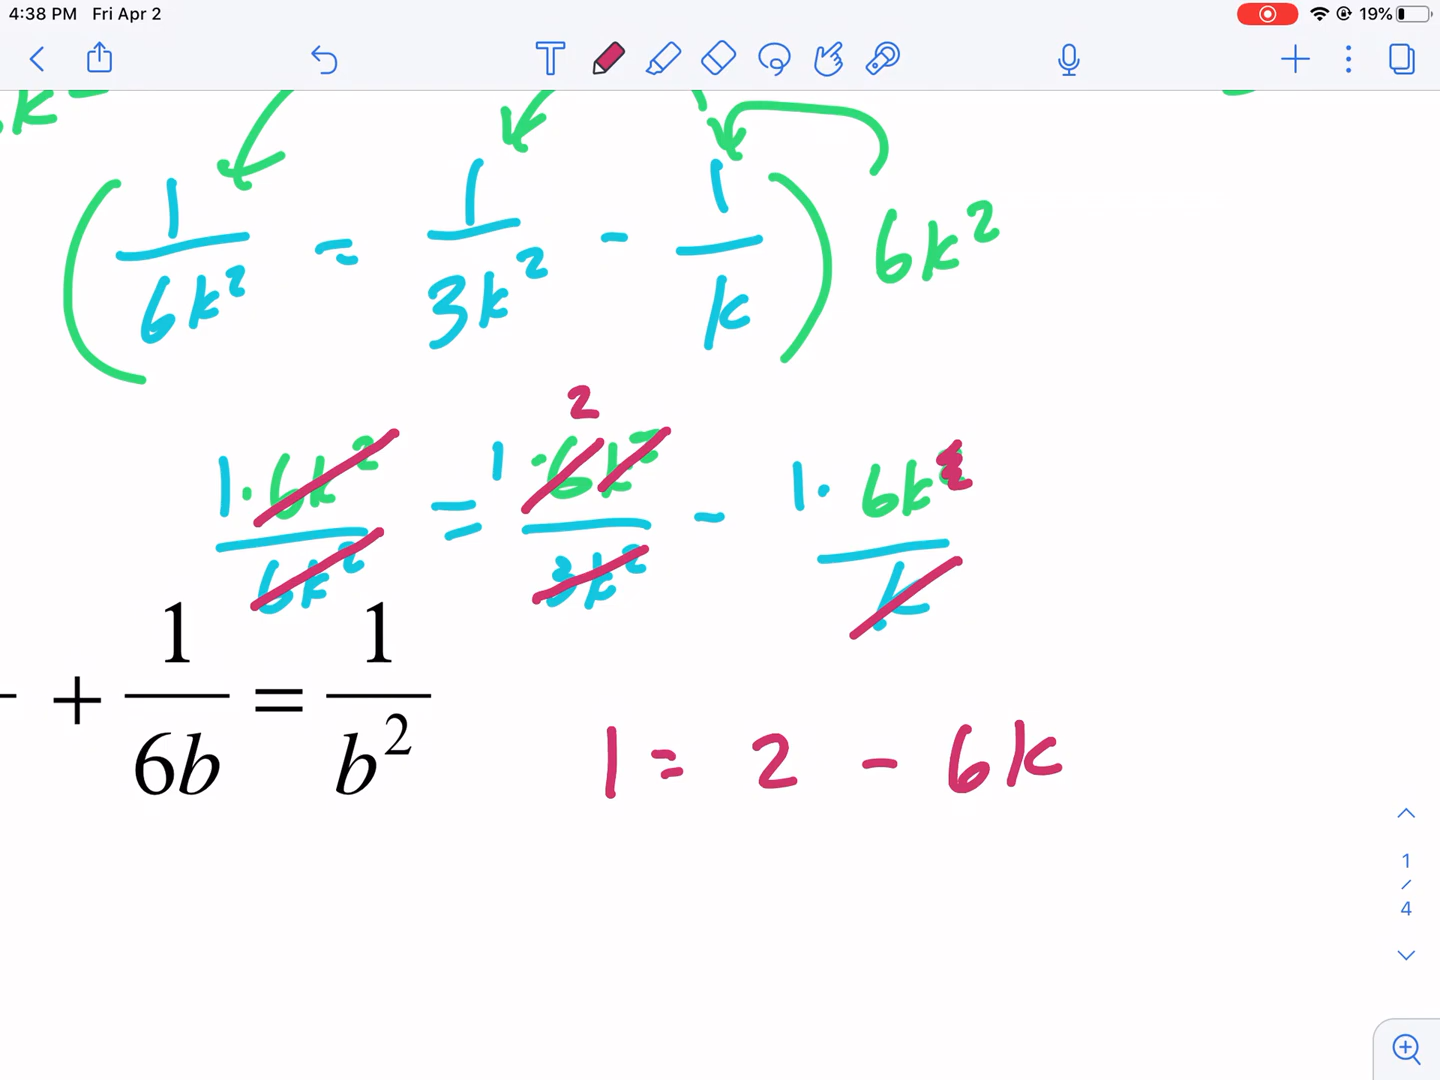 4:38 PM Fri Apr 2 19%
T
k²
( 1/6k² = 1/3k² - 1/k ) 6k²
2
1·6k²/6k² = 1·6k²/3k² - 1·6k²/k
+ 1/6b = 1/b²
1 = 2 - 6k
1 / 4